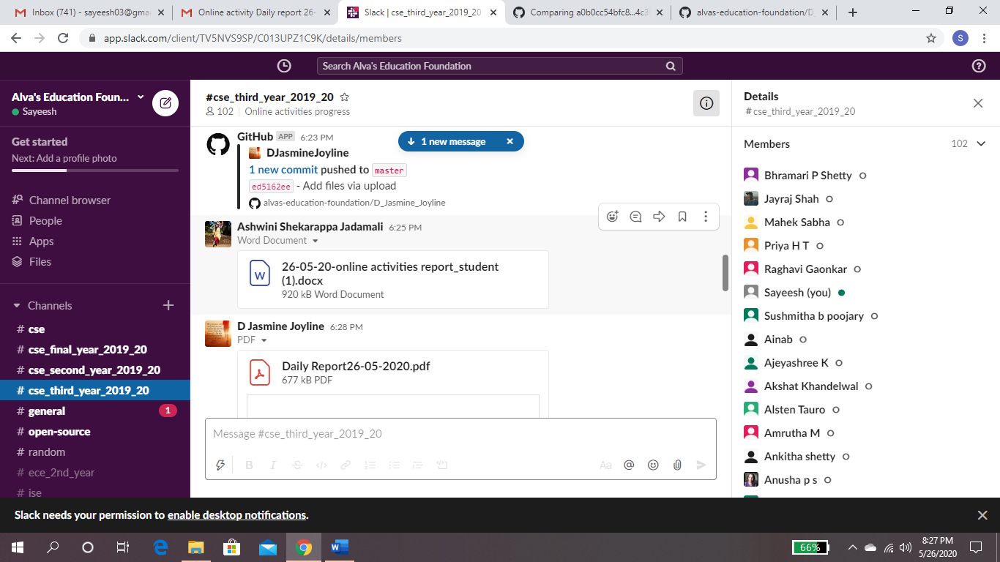 Inbox (741) - sayeesh03@gma
Online activity Daily report 26-
Slack | cse_third_year_2019_20
Comparing a0b0cc54bfc8...4c3
alvas-education-foundation/D_
app.slack.com/client/TV5NVS9SP/C013UPZ1C9K/details/members
S
Search Alva's Education Foundation
Alva's Education Foun...
Sayeesh
Get started
Next: Add a profile photo
Channel browser
People
Apps
Files
Channels
# cse
# cse_final_year_2019_20
# cse_second_year_2019_20
# cse_third_year_2019_20
# general 1
# open-source
# random
# ece_2nd_year
# ise
#cse_third_year_2019_20
102 | Online activities progress
1 new message
GitHub APP 6:23 PM
DJasmineJoyline
1 new commit pushed to master
ed5162ee - Add files via upload
alvas-education-foundation/D_Jasmine_Joyline
Ashwini Shekarappa Jadamali 6:25 PM
Word Document
W
26-05-20-online activities report_student
(1).docx
920 kB Word Document
D Jasmine Joyline 6:28 PM
PDF
Daily Report26-05-2020.pdf
677 kB PDF
Message #cse_third_year_2019_20
B I S </> Aa @
Details
#cse_third_year_2019_20
Members 102
Bhramari P Shetty
Jayraj Shah
Mahek Sabha
Priya H T
Raghavi Gaonkar
Sayeesh (you)
Sushmitha b poojary
Ainab
Ajeyashree K
Akshat Khandelwal
Alsten Tauro
Amrutha M
Ankitha shetty
Anusha p s
Slack needs your permission to enable desktop notifications.
66%
8:27 PM
5/26/2020